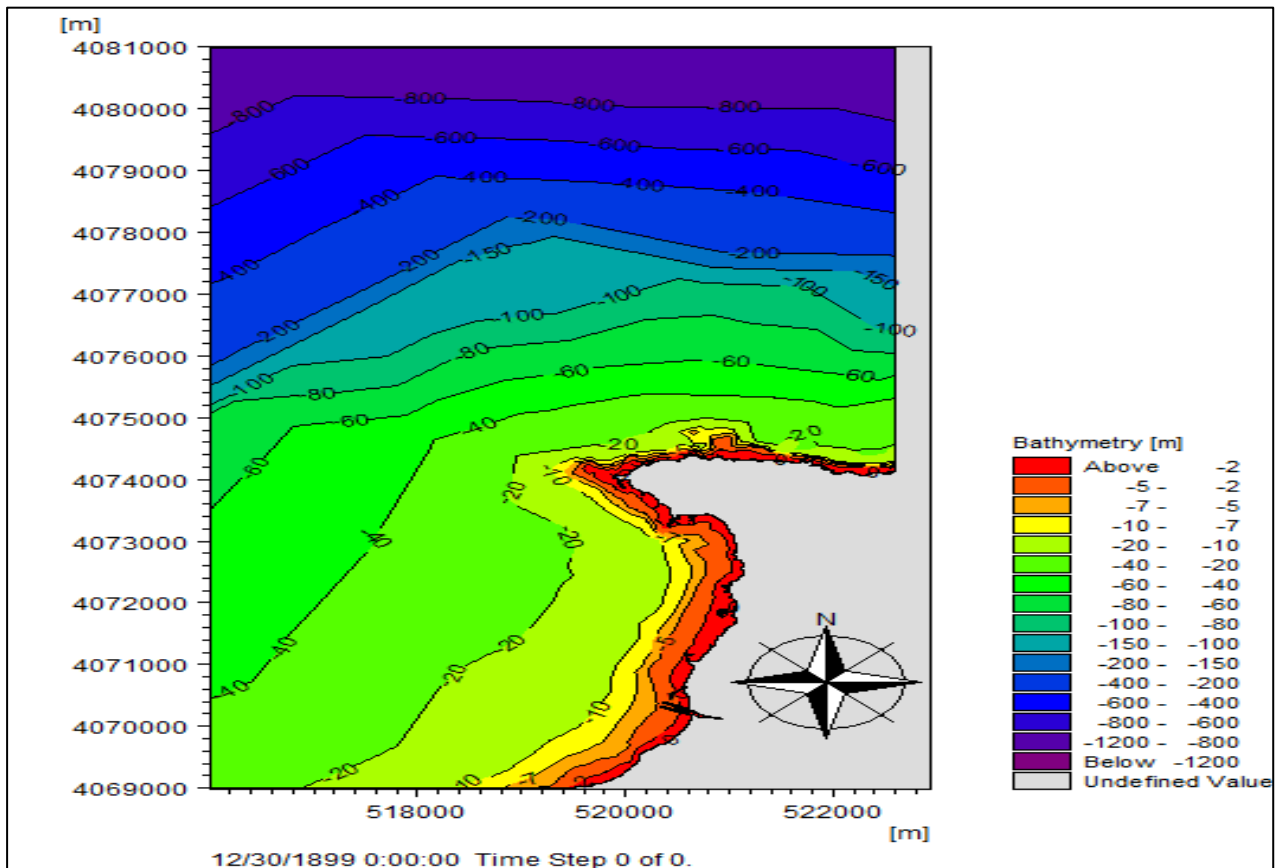 [m]
4081000
4080000
4079000
4078000
4077000
4076000
4075000
4074000
4073000
4072000
4071000
4070000
4069000
-800 -800 -800 -800
-600 -600 -600 -600 -600
-400 -400 -400 -400 -400
-200 -200 -200 -200
-150 -150
-100 -100 -100 -100 -100
-80 -80 -80
-60 -60 -60 -60 -60
-40 -40 -40 -40
-20 -20 -20 -20 -20 -20 -20
-10 -10 -10
-7
-5
N
518000 520000 522000
[m]
12/30/1899 0:00:00 Time Step 0 of 0.
Bathymetry [m]
Above -2
-5 - -2
-7 - -5
-10 - -7
-20 - -10
-40 - -20
-60 - -40
-80 - -60
-100 - -80
-150 - -100
-200 - -150
-400 - -200
-600 - -400
-800 - -600
-1200 - -800
Below -1200
Undefined Value